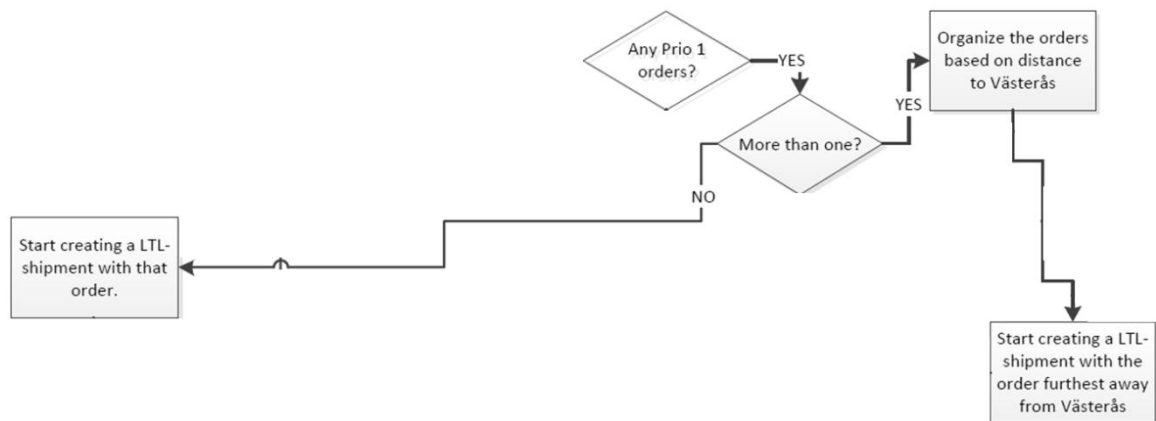 Any Prio 1
orders?
YES
More than one?
YES
Organize the orders
based on distance
to Västerås
NO
Start creating a LTL-
shipment with that
order.
Start creating a LTL-
shipment with the
order furthest away
from Västerås